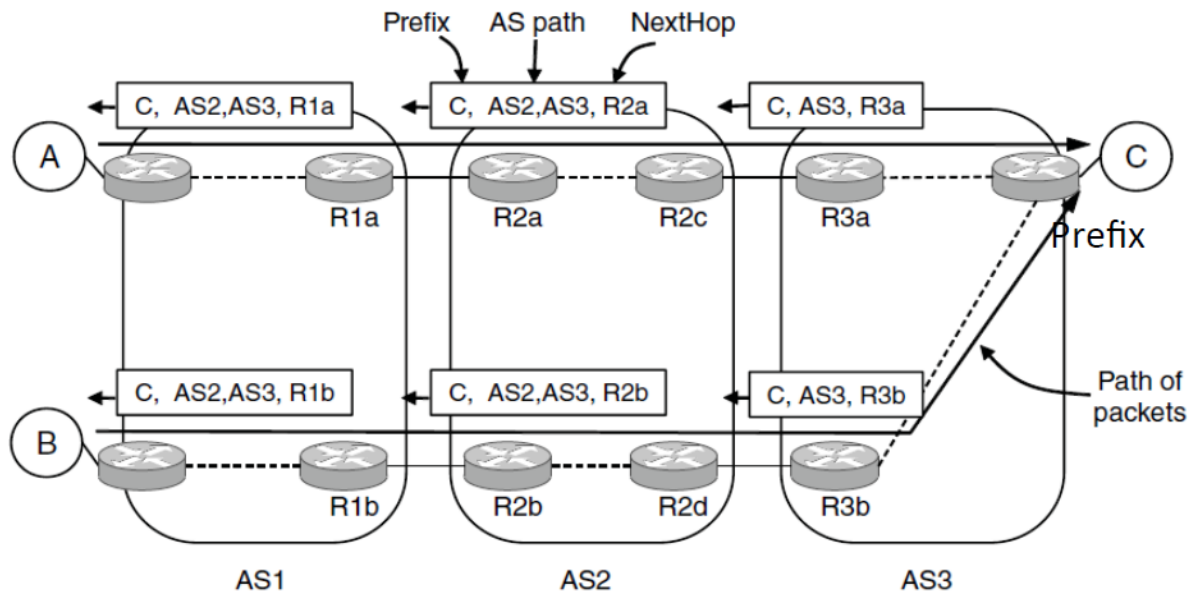 Prefix AS path NextHop
C, AS2,AS3, R1a
C, AS2,AS3, R2a
C, AS3, R3a
A
C
R1a
R2a
R2c
R3a
Prefix
C, AS2,AS3, R1b
C, AS2,AS3, R2b
C, AS3, R3b
Path of
packets
B
R1b
R2b
R2d
R3b
AS1
AS2
AS3